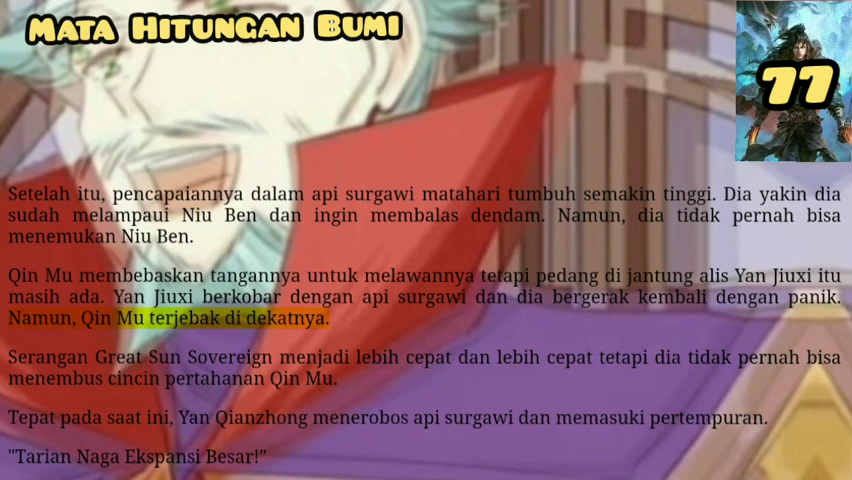 Mata Hitungan Bumi
77
Setelah itu, pencapaiannya dalam api surgawi matahari tumbuh semakin tinggi. Dia yakin dia
sudah melampaui Niu Ben dan ingin membalas dendam. Namun, dia tidak pernah bisa
menemukan Niu Ben.
Qin Mu membebaskan tangannya untuk melawannya tetapi pedang di jantung alis Yan Jiuxi itu
masih ada. Yan Jiuxi berkobar dengan api surgawi dan dia bergerak kembali dengan panik.
Namun, Qin Mu terjebak di dekatnya.
Serangan Great Sun Sovereign menjadi lebih cepat dan lebih cepat tetapi dia tidak pernah bisa
menembus cincin pertahanan Qin Mu.
Tepat pada saat ini, Yan Qianzhong menerobos api surgawi dan memasuki pertempuran.
"Tarian Naga Ekspansi Besar!"